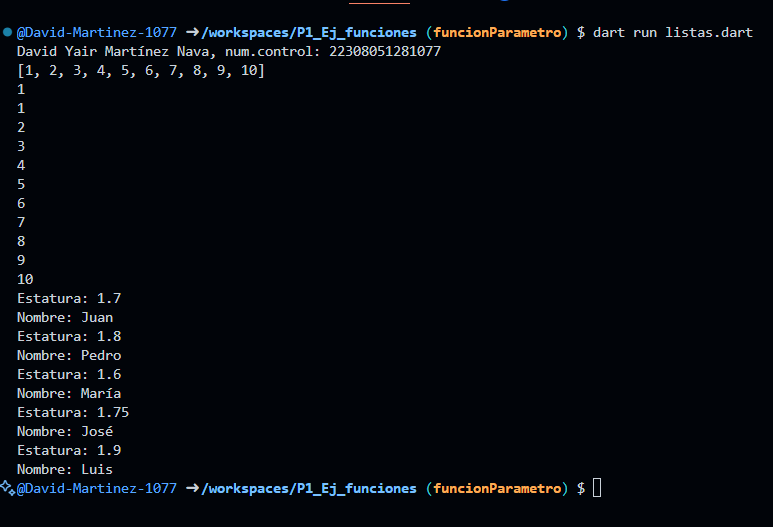 @David-Martinez-1077 ➜/workspaces/P1_Ej_funciones (funcionParametro) $ dart run listas.dart
David Yair Martínez Nava, num.control: 22308051281077
[1, 2, 3, 4, 5, 6, 7, 8, 9, 10]
1
1
2
3
4
5
6
7
8
9
10
Estatura: 1.7
Nombre: Juan
Estatura: 1.8
Nombre: Pedro
Estatura: 1.6
Nombre: María
Estatura: 1.75
Nombre: José
Estatura: 1.9
Nombre: Luis
@David-Martinez-1077 ➜/workspaces/P1_Ej_funciones (funcionParametro) $